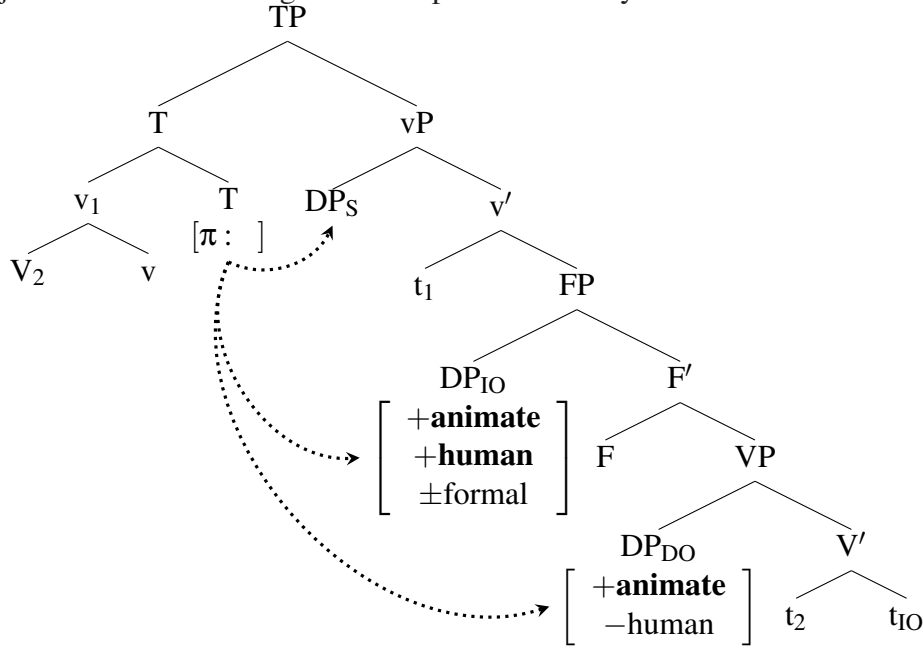 TP
T vP
v₁ T DPS v′
[π : ]
V₂ v t₁ FP
DPIO F′
+animate
+human F VP
±formal
DPDO V′
+animate t₂ tIO
−human